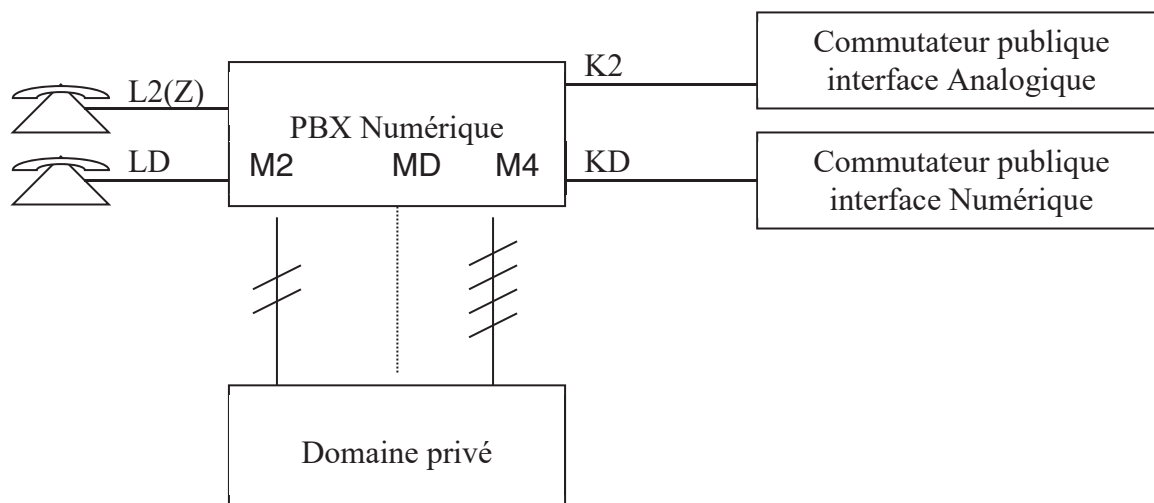 Commutateur publique
interface Analogique
K2
L2(Z)
PBX Numérique
Commutateur publique
interface Numérique
LD
M2 MD M4
KD
Domaine privé